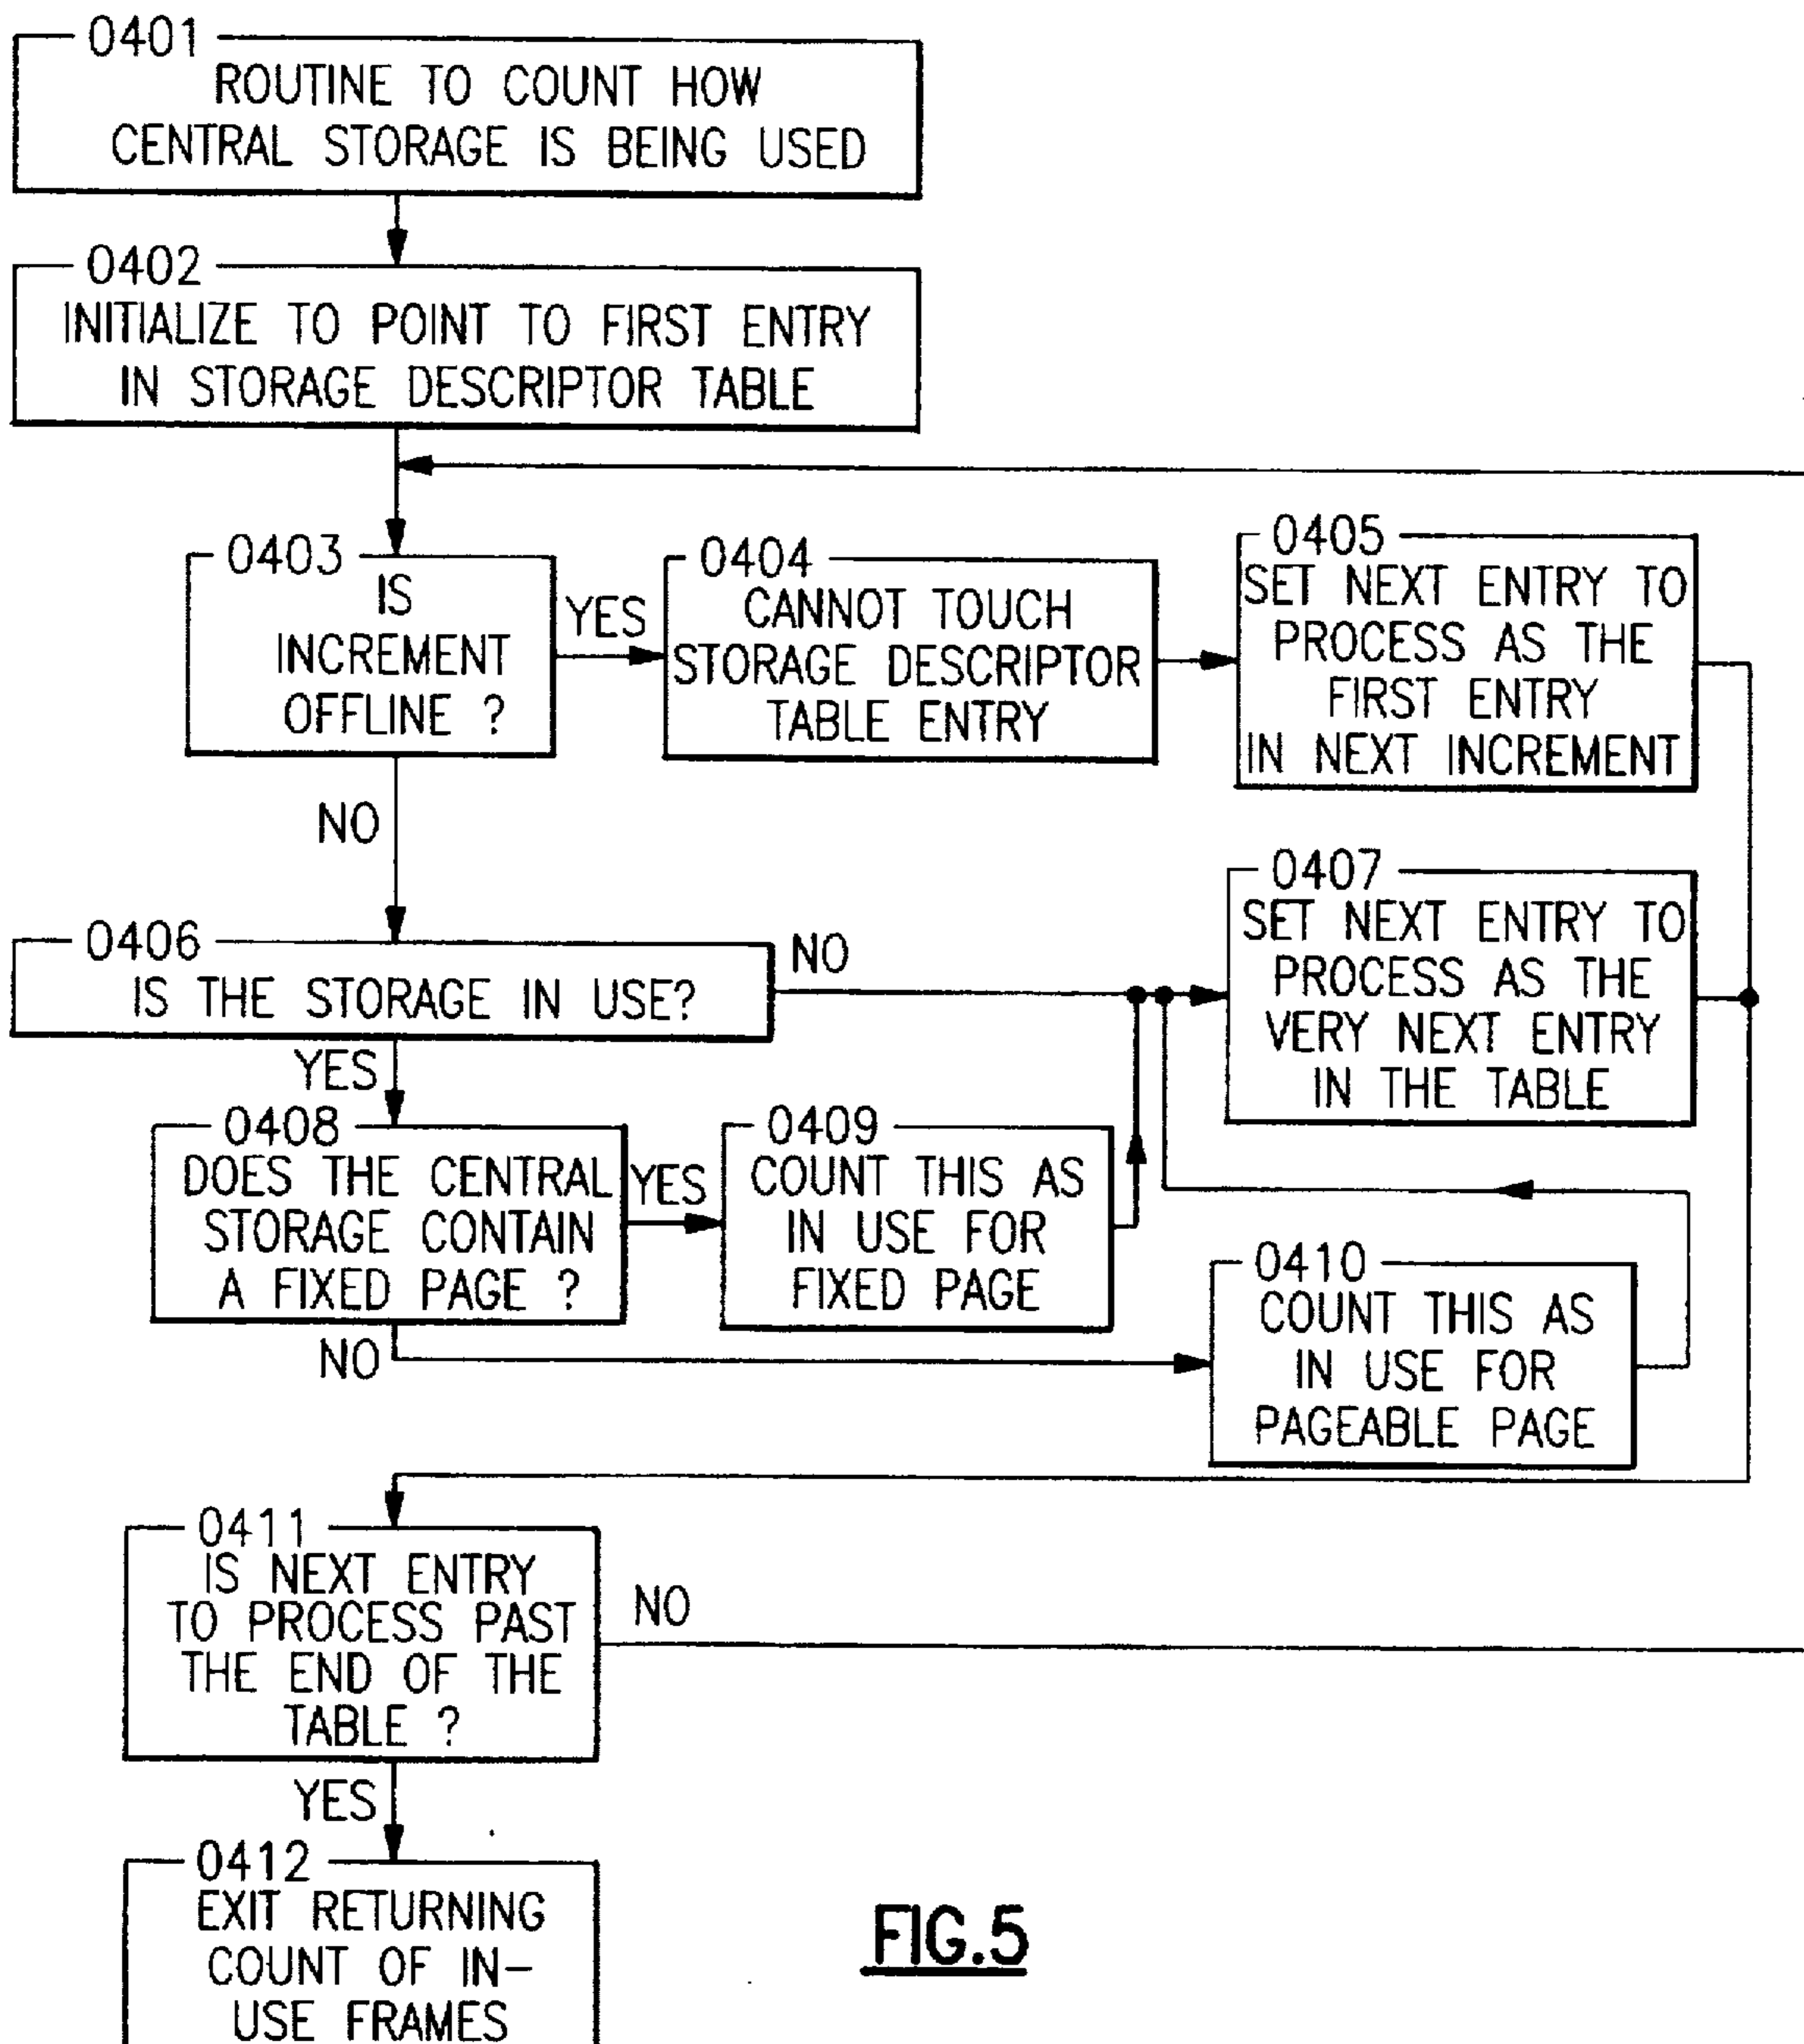 0401
ROUTINE TO COUNT HOW
CENTRAL STORAGE IS BEING USED
0402
INITIALIZE TO POINT TO FIRST ENTRY
IN STORAGE DESCRIPTOR TABLE
0403
IS
INCREMENT
OFFLINE ?
YES
NO
0404
CANNOT TOUCH
STORAGE DESCRIPTOR
TABLE ENTRY
0405
SET NEXT ENTRY TO
PROCESS AS THE
FIRST ENTRY
IN NEXT INCREMENT
0406
IS THE STORAGE IN USE?
NO
YES
0407
SET NEXT ENTRY TO
PROCESS AS THE
VERY NEXT ENTRY
IN THE TABLE
0408
DOES THE CENTRAL
STORAGE CONTAIN
A FIXED PAGE ?
YES
NO
0409
COUNT THIS AS
IN USE FOR
FIXED PAGE
0410
COUNT THIS AS
IN USE FOR
PAGEABLE PAGE
0411
IS NEXT ENTRY
TO PROCESS PAST
THE END OF THE
TABLE ?
NO
YES
0412
EXIT RETURNING
COUNT OF IN-
USE FRAMES
FIG.5